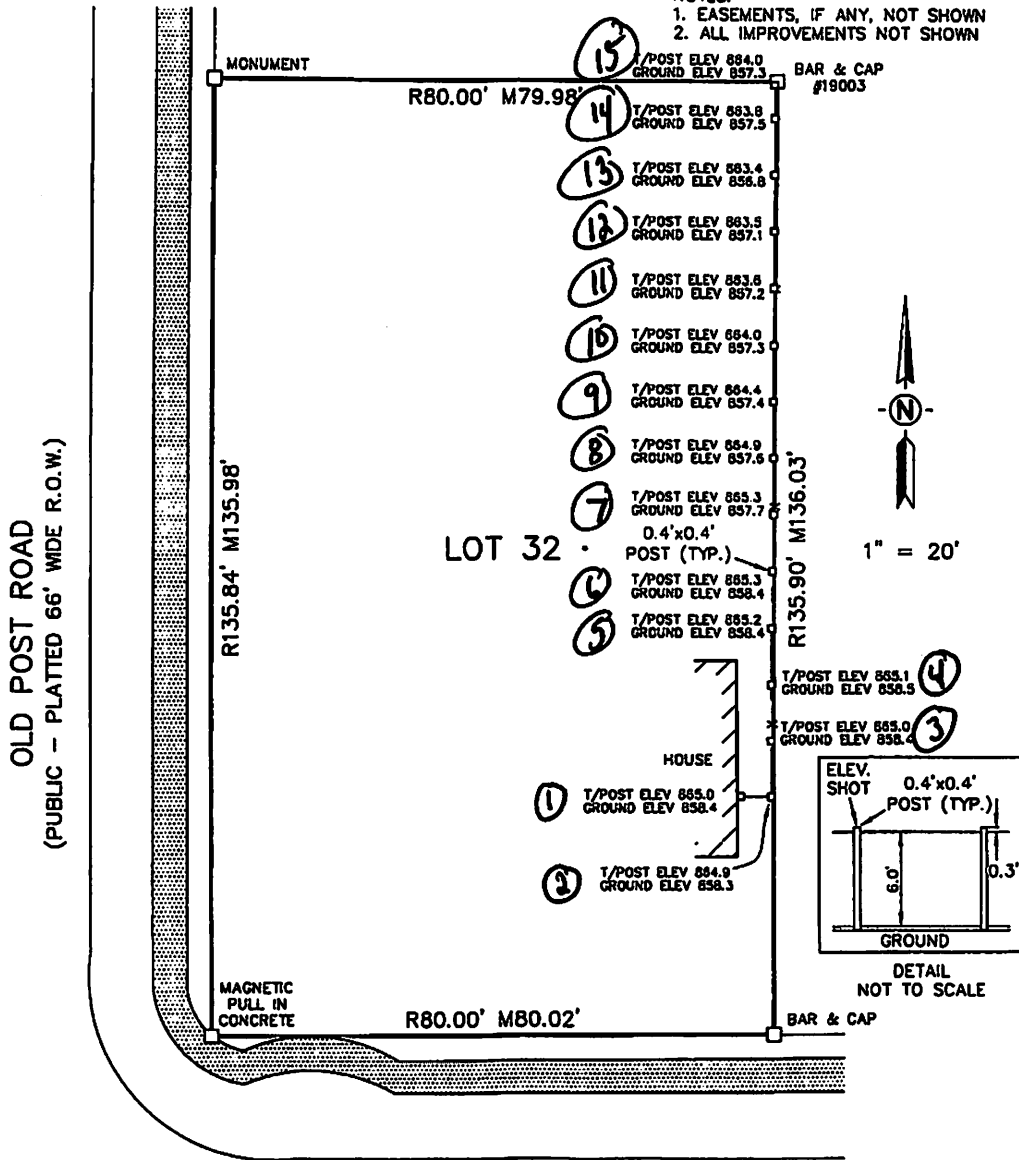 NOTES:
1. EASEMENTS, IF ANY, NOT SHOWN
2. ALL IMPROVEMENTS NOT SHOWN
MONUMENT
15
T/POST ELEV 864.0
GROUND ELEV 857.3
BAR & CAP
#19003
R80.00' M79.98'
14
T/POST ELEV 863.8
GROUND ELEV 857.5
13
T/POST ELEV 863.4
GROUND ELEV 856.8
12
T/POST ELEV 863.5
GROUND ELEV 857.1
11
T/POST ELEV 863.6
GROUND ELEV 857.2
10
T/POST ELEV 864.0
GROUND ELEV 857.3
9
T/POST ELEV 864.4
GROUND ELEV 857.4
N
8
T/POST ELEV 864.9
GROUND ELEV 857.6
7
T/POST ELEV 865.3
GROUND ELEV 857.7
OLD POST ROAD
(PUBLIC - PLATTED 66' WIDE R.O.W.)
R135.84' M135.98'
LOT 32
0.4'x0.4'
POST (TYP.)
R135.90' M136.03'
1" = 20'
6
T/POST ELEV 865.3
GROUND ELEV 858.4
5
T/POST ELEV 865.2
GROUND ELEV 858.4
T/POST ELEV 865.1
GROUND ELEV 858.5
4
T/POST ELEV 865.0
GROUND ELEV 858.4
3
HOUSE
1
T/POST ELEV 865.0
GROUND ELEV 858.4
2
T/POST ELEV 864.9
GROUND ELEV 858.3
ELEV.
SHOT
0.4'x0.4'
POST (TYP.)
6.0'
0.3'
GROUND
DETAIL
NOT TO SCALE
MAGNETIC
PULL IN
CONCRETE
R80.00' M80.02'
BAR & CAP